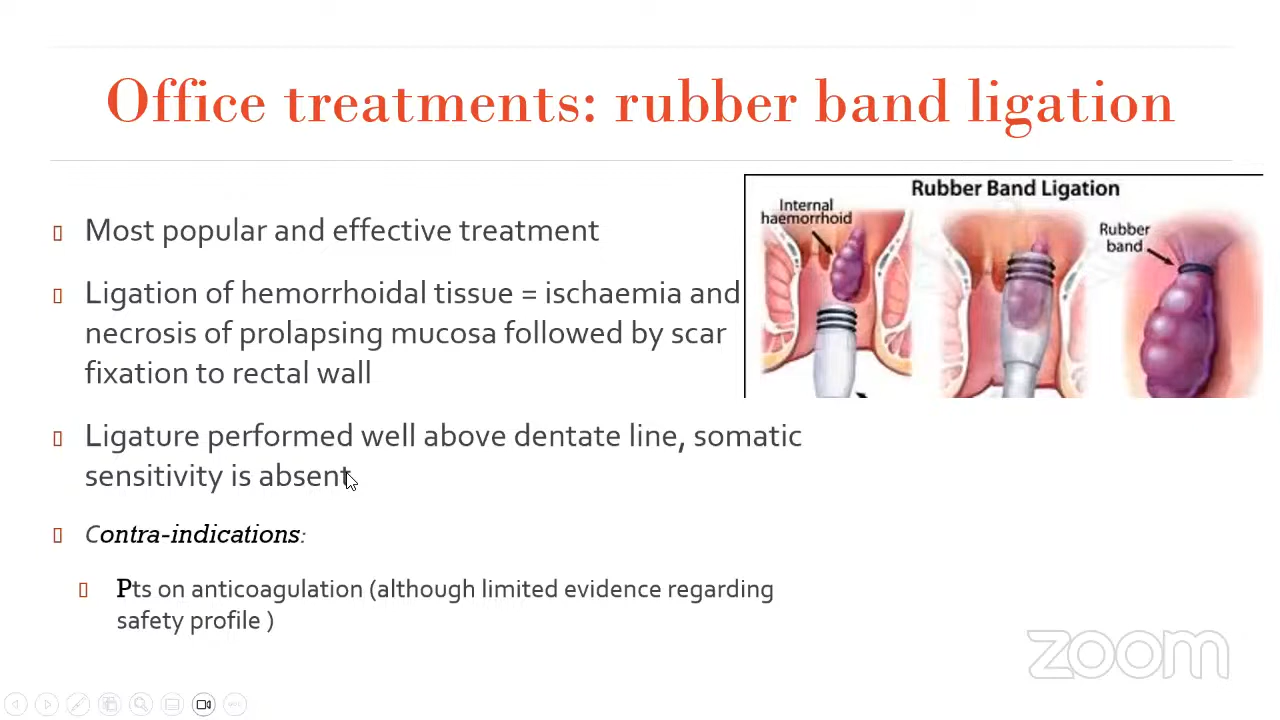 Office treatments: rubber band ligation
Most popular and effective treatment
Ligation of hemorrhoidal tissue = ischaemia and
necrosis of prolapsing mucosa followed by scar
fixation to rectal wall
Ligature performed well above dentate line, somatic
sensitivity is absent
Contra-indications:
Pts on anticoagulation (although limited evidence regarding
safety profile )
Rubber Band Ligation
Internal
haemorrhoid
Rubber
band
zoom